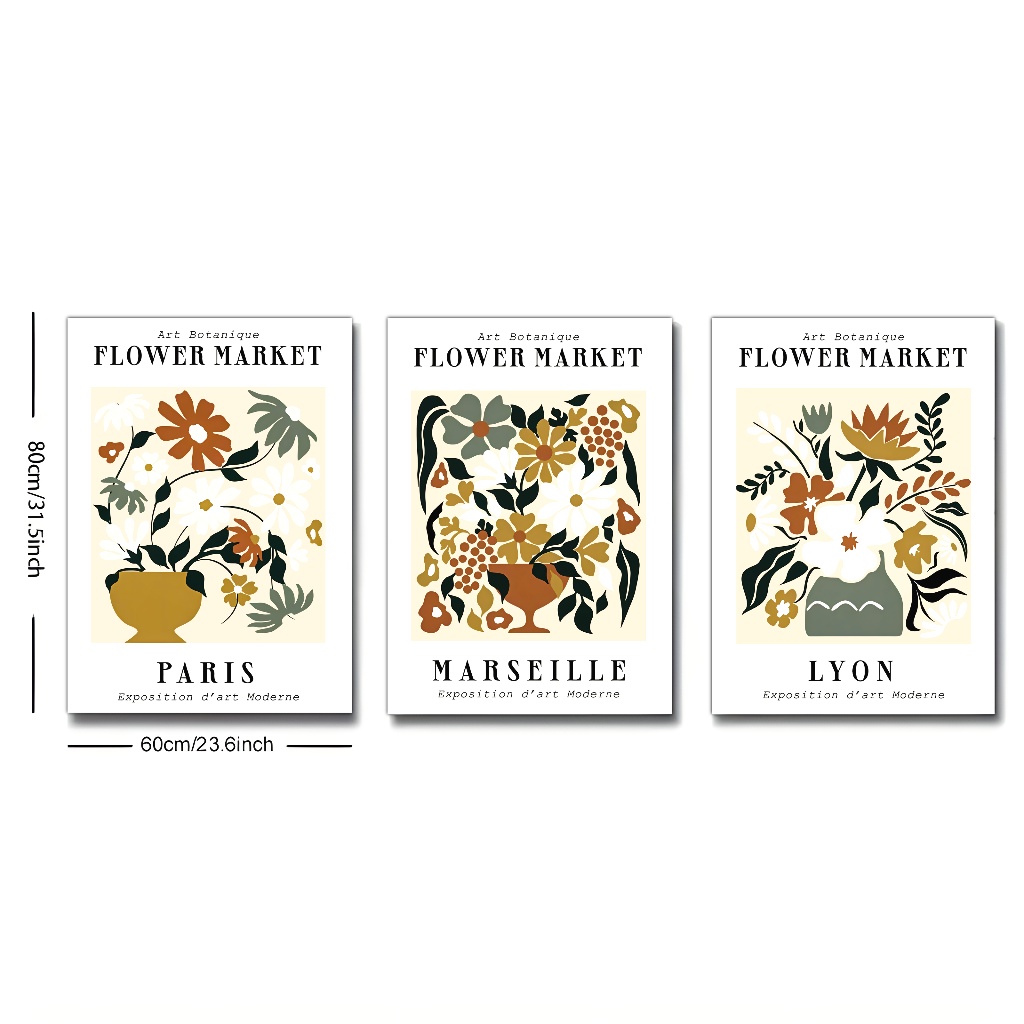 Art Botanique
FLOWER MARKET
PARIS
Exposition d'art Moderne
Art Botanique
FLOWER MARKET
MARSEILLE
Exposition d'art Moderne
Art Botanique
FLOWER MARKET
LYON
Exposition d'art Moderne
80cm/31.5inch
60cm/23.6inch